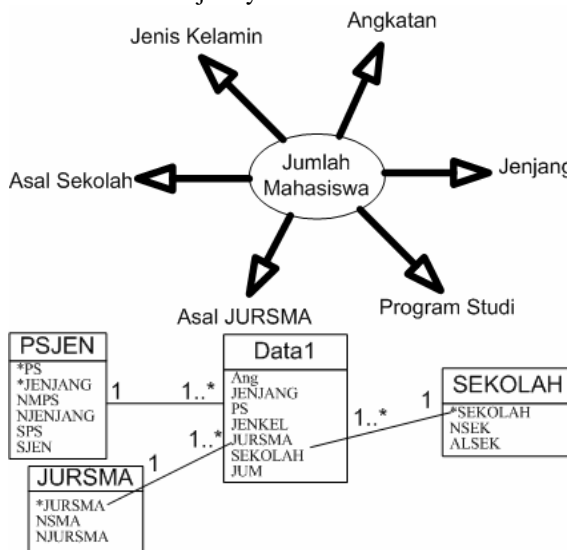 Jenis Kelamin
Angkatan
Asal Sekolah
Jumlah
Mahasiswa
Jenjang
Asal JURSMA
Program Studi
PSJEN
*PS
*JENJANG
NMPS
NJENJANG
SPS
SJEN
1
1..*
Data1
Ang
JENJANG
PS
JENKEL
JURSMA
SEKOLAH
JUM
1..*
1
SEKOLAH
*SEKOLAH
NSEK
ALSEK
1
1..*
JURSMA
*JURSMA
NSMA
NJURSMA